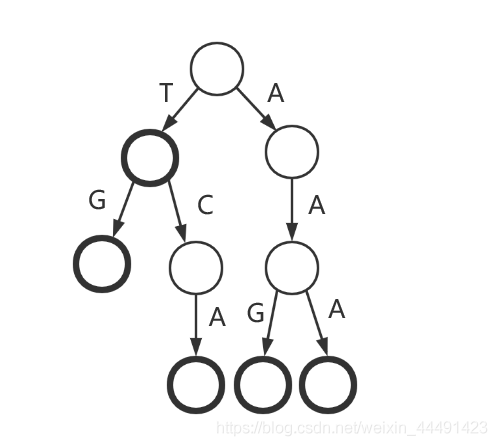 T A
G C A
A G A
https://blog.csdn.net/weixin_44491423